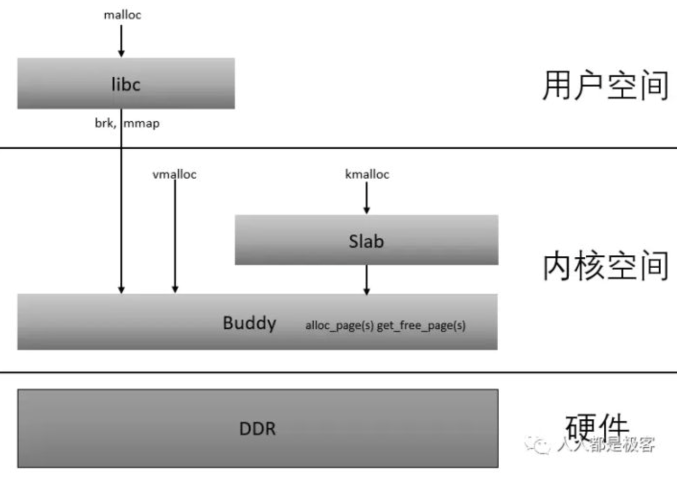 malloc
libc
用户空间
brk, mmap
vmalloc
kmalloc
Slab
内核空间
Buddy alloc_page(s) get_free_page(s)
DDR
硬件
人人都是极客